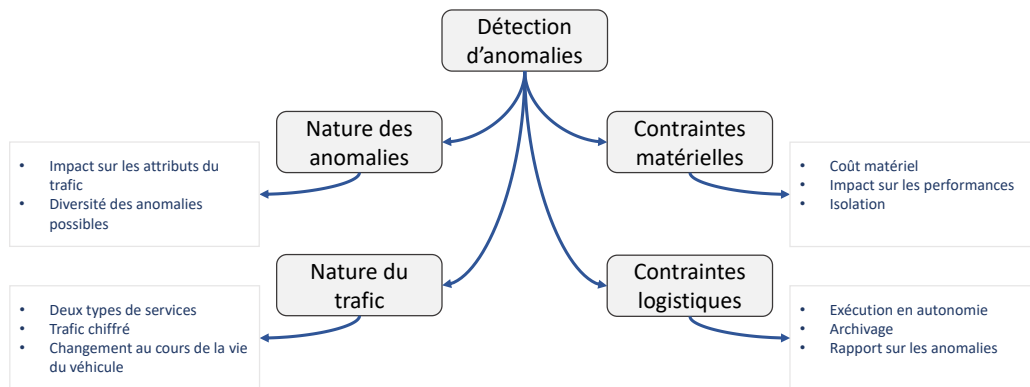 Détection
d'anomalies
Nature des
anomalies
Contraintes
matérielles
• Impact sur les attributs du
trafic
• Diversité des anomalies
possibles
• Coût matériel
• Impact sur les performances
• Isolation
Nature du
trafic
Contraintes
logistiques
• Deux types de services
• Trafic chiffré
• Changement au cours de la vie
du véhicule
• Exécution en autonomie
• Archivage
• Rapport sur les anomalies